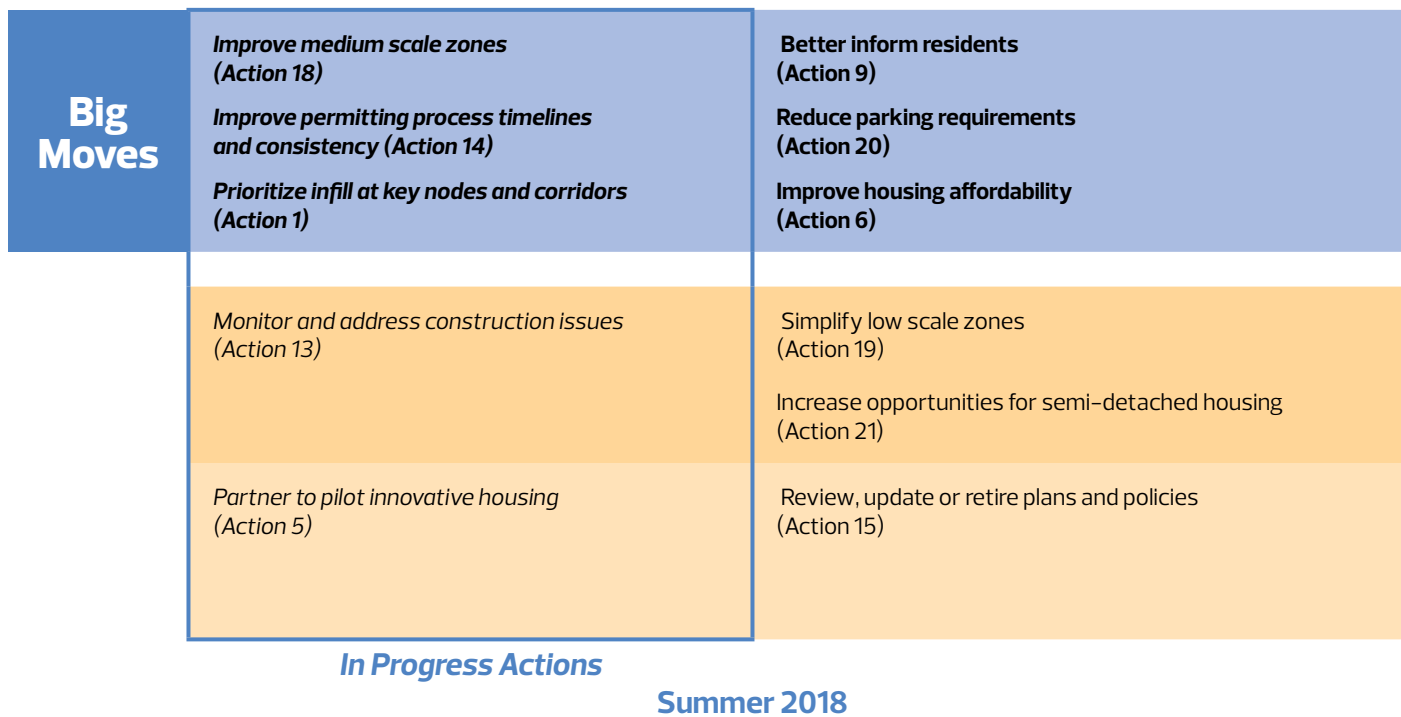 Big
Moves
Improve medium scale zones
(Action 18)
Improve permitting process timelines
and consistency (Action 14)
Prioritize infill at key nodes and corridors
(Action 1)
Better inform residents
(Action 9)
Reduce parking requirements
(Action 20)
Improve housing affordability
(Action 6)
Monitor and address construction issues
(Action 13)
Simplify low scale zones
(Action 19)
Increase opportunities for semi-detached housing
(Action 21)
Partner to pilot innovative housing
(Action 5)
Review, update or retire plans and policies
(Action 15)
In Progress Actions
Summer 2018